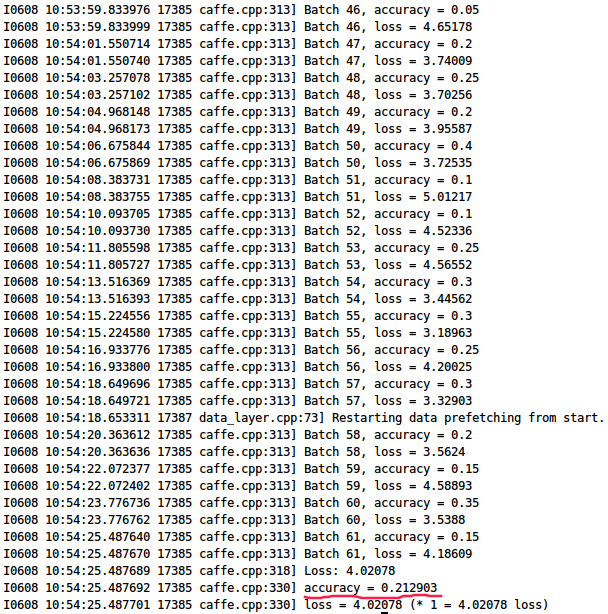 I0608 10:53:59.833976 17385 caffe.cpp:313] Batch 46, accuracy = 0.05
I0608 10:53:59.833999 17385 caffe.cpp:313] Batch 46, loss = 4.65178
I0608 10:54:01.550714 17385 caffe.cpp:313] Batch 47, accuracy = 0.2
I0608 10:54:01.550740 17385 caffe.cpp:313] Batch 47, loss = 3.74009
I0608 10:54:03.257078 17385 caffe.cpp:313] Batch 48, accuracy = 0.25
I0608 10:54:03.257102 17385 caffe.cpp:313] Batch 48, loss = 3.70256
I0608 10:54:04.968148 17385 caffe.cpp:313] Batch 49, accuracy = 0.2
I0608 10:54:04.968173 17385 caffe.cpp:313] Batch 49, loss = 3.95587
I0608 10:54:06.675844 17385 caffe.cpp:313] Batch 50, accuracy = 0.4
I0608 10:54:06.675869 17385 caffe.cpp:313] Batch 50, loss = 3.72535
I0608 10:54:08.383731 17385 caffe.cpp:313] Batch 51, accuracy = 0.1
I0608 10:54:08.383755 17385 caffe.cpp:313] Batch 51, loss = 5.01217
I0608 10:54:10.093705 17385 caffe.cpp:313] Batch 52, accuracy = 0.1
I0608 10:54:10.093730 17385 caffe.cpp:313] Batch 52, loss = 4.52336
I0608 10:54:11.805598 17385 caffe.cpp:313] Batch 53, accuracy = 0.25
I0608 10:54:11.805727 17385 caffe.cpp:313] Batch 53, loss = 4.56552
I0608 10:54:13.516369 17385 caffe.cpp:313] Batch 54, accuracy = 0.3
I0608 10:54:13.516393 17385 caffe.cpp:313] Batch 54, loss = 3.44562
I0608 10:54:15.224556 17385 caffe.cpp:313] Batch 55, accuracy = 0.3
I0608 10:54:15.224580 17385 caffe.cpp:313] Batch 55, loss = 3.18963
I0608 10:54:16.933776 17385 caffe.cpp:313] Batch 56, accuracy = 0.25
I0608 10:54:16.933800 17385 caffe.cpp:313] Batch 56, loss = 4.20025
I0608 10:54:18.649696 17385 caffe.cpp:313] Batch 57, accuracy = 0.3
I0608 10:54:18.649721 17385 caffe.cpp:313] Batch 57, loss = 3.32903
I0608 10:54:18.653311 17387 data_layer.cpp:73] Restarting data prefetching from start.
I0608 10:54:20.363612 17385 caffe.cpp:313] Batch 58, accuracy = 0.2
I0608 10:54:20.363636 17385 caffe.cpp:313] Batch 58, loss = 3.5624
I0608 10:54:22.072377 17385 caffe.cpp:313] Batch 59, accuracy = 0.15
I0608 10:54:22.072402 17385 caffe.cpp:313] Batch 59, loss = 4.58893
I0608 10:54:23.776736 17385 caffe.cpp:313] Batch 60, accuracy = 0.35
I0608 10:54:23.776762 17385 caffe.cpp:313] Batch 60, loss = 3.5388
I0608 10:54:25.487640 17385 caffe.cpp:313] Batch 61, accuracy = 0.15
I0608 10:54:25.487670 17385 caffe.cpp:313] Batch 61, loss = 4.18609
I0608 10:54:25.487689 17385 caffe.cpp:318] Loss: 4.02078
I0608 10:54:25.487692 17385 caffe.cpp:330] accuracy = 0.212903
I0608 10:54:25.487701 17385 caffe.cpp:330] loss = 4.02078 (* 1 = 4.02078 loss)